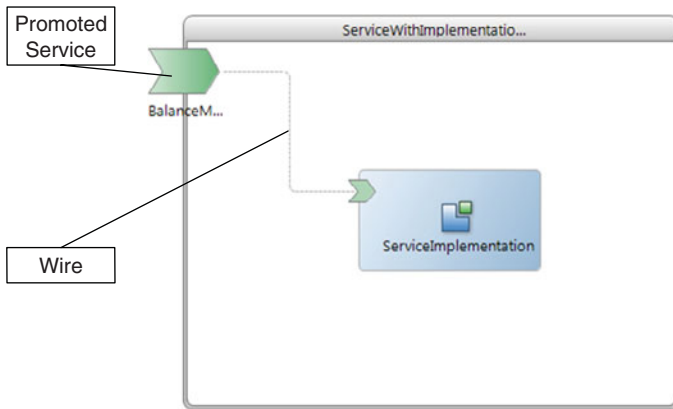 Promoted
Service
ServiceWithImplementatio...
BalanceM...
ServiceImplementation
Wire